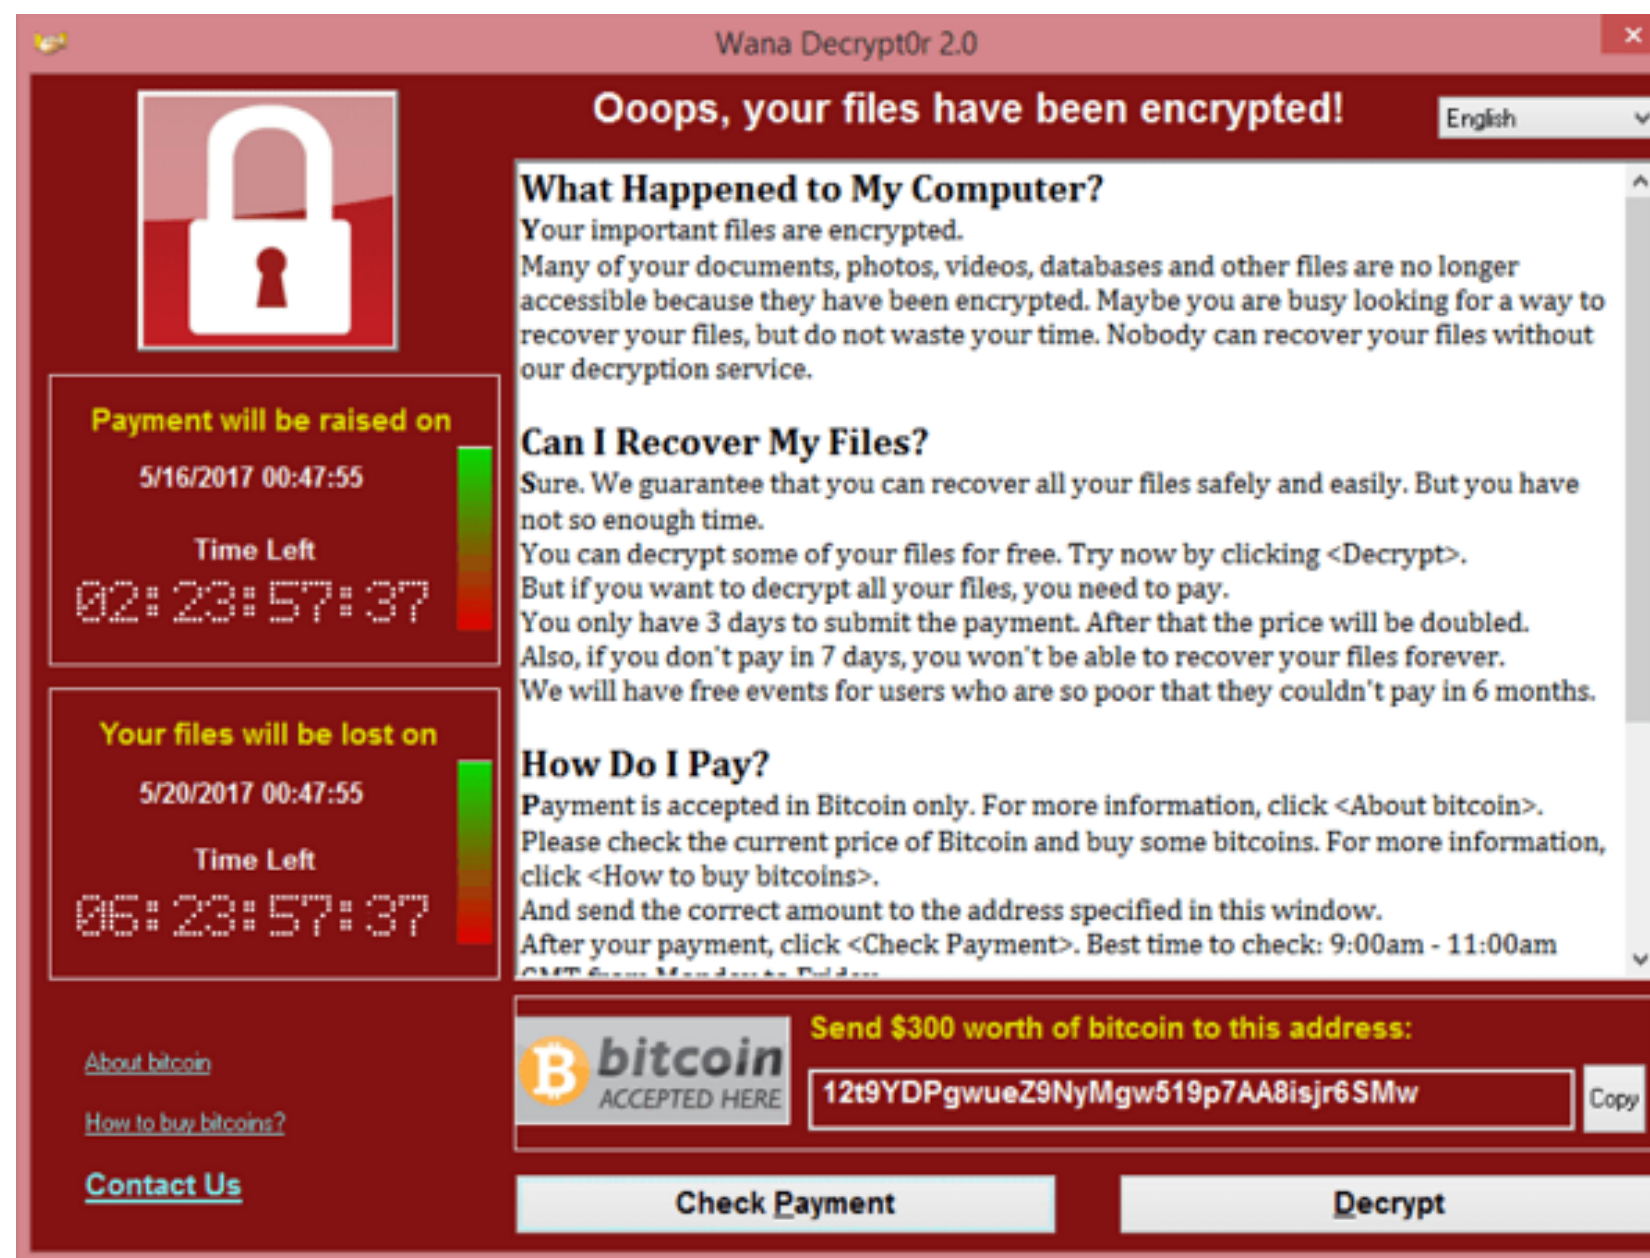 Wana Decrypt0r 2.0
Ooops, your files have been encrypted!
English
What Happened to My Computer?
Your important files are encrypted.
Many of your documents, photos, videos, databases and other files are no longer
accessible because they have been encrypted. Maybe you are busy looking for a way to
recover your files, but do not waste your time. Nobody can recover your files without
our decryption service.
Can I Recover My Files?
Sure. We guarantee that you can recover all your files safely and easily. But you have
not so enough time.
You can decrypt some of your files for free. Try now by clicking <Decrypt>.
But if you want to decrypt all your files, you need to pay.
You only have 3 days to submit the payment. After that the price will be doubled.
Also, if you don't pay in 7 days, you won't be able to recover your files forever.
We will have free events for users who are so poor that they couldn't pay in 6 months.
How Do I Pay?
Payment is accepted in Bitcoin only. For more information, click <About bitcoin>.
Please check the current price of Bitcoin and buy some bitcoins. For more information,
click <How to buy bitcoins>.
And send the correct amount to the address specified in this window.
After your payment, click <Check Payment>. Best time to check: 9:00am - 11:00am
GMT from Monday to Friday.
Payment will be raised on
5/16/2017 00:47:55
Time Left
02:23:57:37
Your files will be lost on
5/20/2017 00:47:55
Time Left
06:23:57:37
About bitcoin
How to buy bitcoins?
Contact Us
bitcoin
ACCEPTED HERE
Send $300 worth of bitcoin to this address:
12t9YDPgwueZ9NyMgw519p7AA8isjr6SMw
Copy
Check Payment
Decrypt